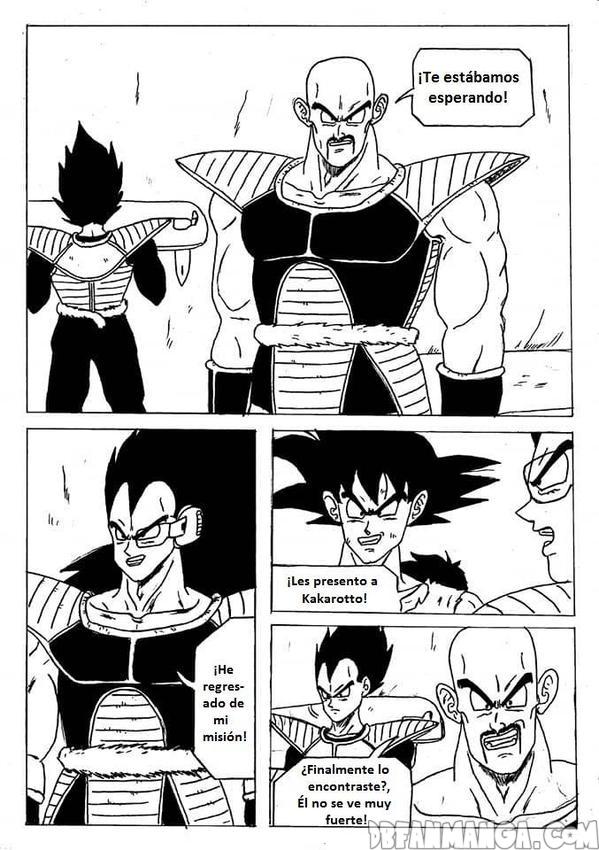 ¡Te estábamos
esperando!
¡He
regres-
ado de
mi
misión!
¡Les presento a
Kakarotto!
¿Finalmente lo
encontraste?,
Él no se ve muy
fuerte!
DBFANMANGA.COM